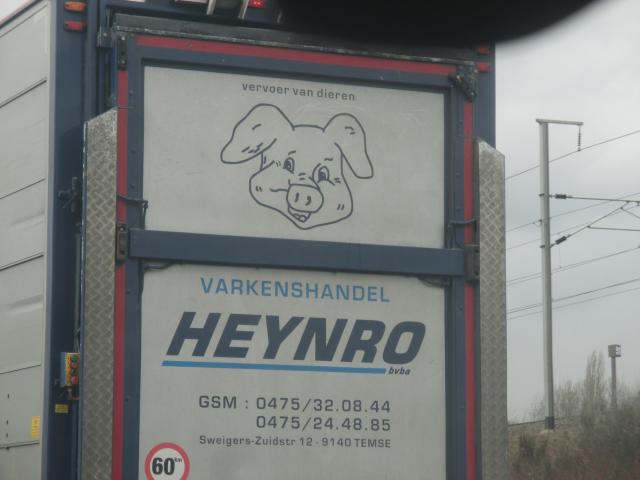 vervoer van dieren
VARKENSHANDEL
HEYNRO
bvba
GSM : 0475/32.08.44
0475/24.48.85
Sweigers-Zuidstr 12 - 9140 TEMSE
60 km